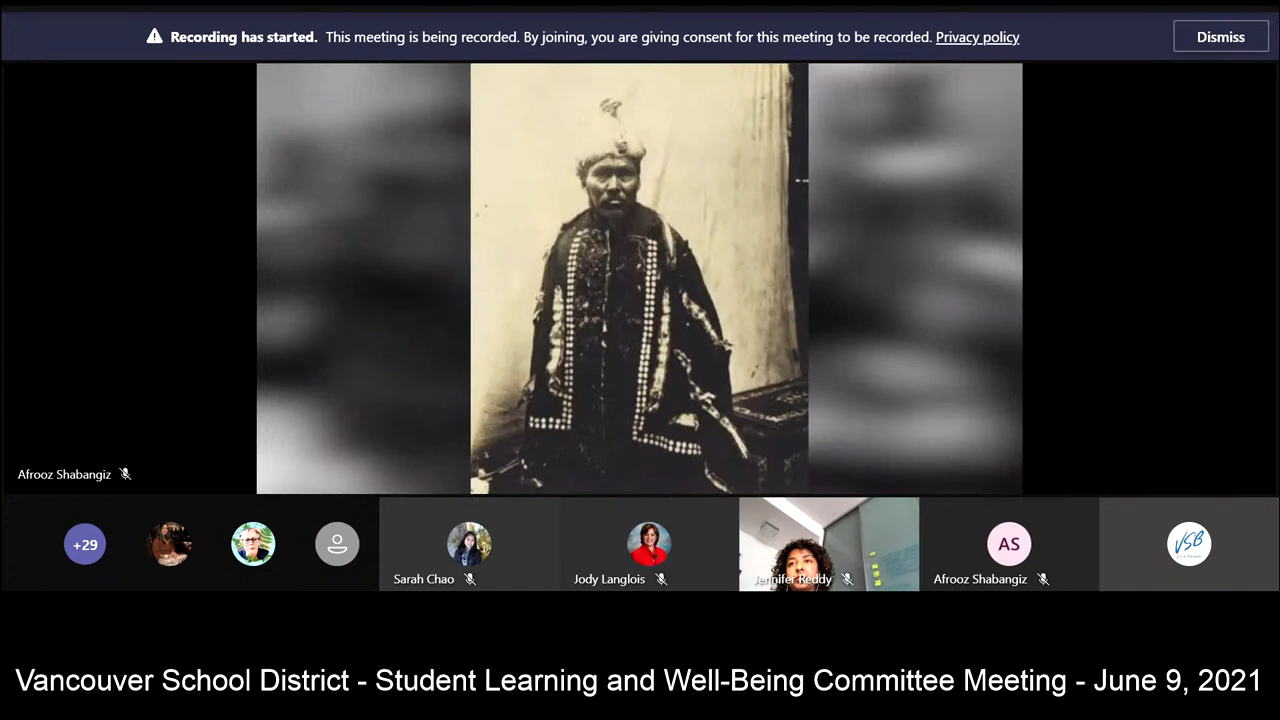 Recording has started. This meeting is being recorded. By joining, you are giving consent for this meeting to be recorded. Privacy policy
Dismiss
Afrooz Shabangiz
+29
Sarah Chao
Jody Langlois
Jennifer Reddy
AS
Afrooz Shabangiz
VSB
Vancouver School District - Student Learning and Well-Being Committee Meeting - June 9, 2021